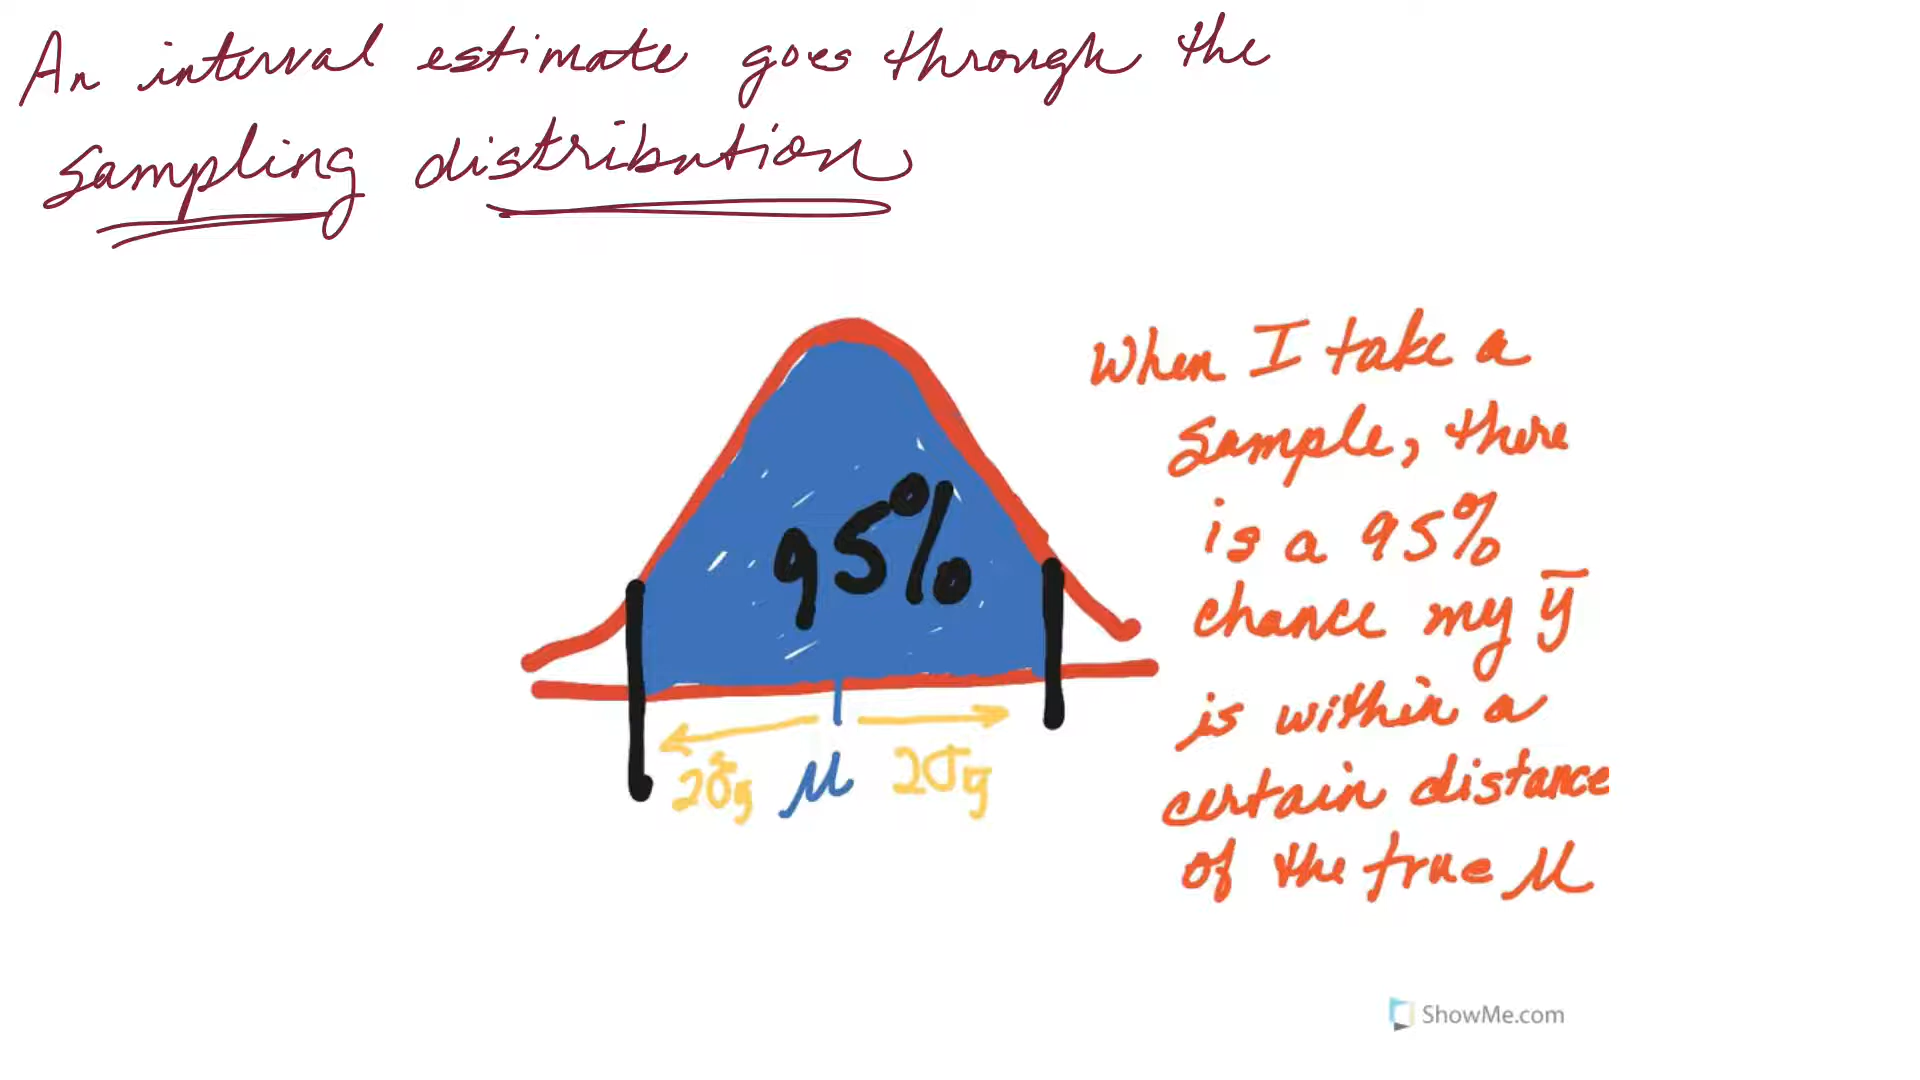 An interval estimate goes through the
sampling distribution
When I take a
sample, there
is a 95%
chance my ȳ
is within a
certain distance
of the true μ
95%
2σȳ μ 2σȳ
ShowMe.com